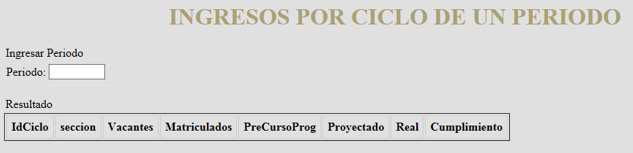 INGRESOS POR CICLO DE UN PERIODO
Ingresar Periodo
Periodo:
Resultado
IdCiclo seccion Vacantes Matriculados PreCursoProg Proyectado Real Cumplimiento